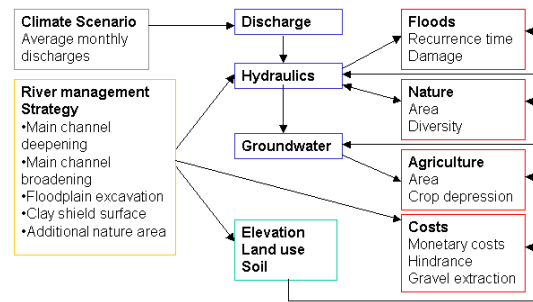 Climate Scenario
Average monthly
discharges
River management
Strategy
•Main channel
deepening
•Main channel
broadening
•Floodplain excavation
•Clay shield surface
•Additional nature area
Discharge
Hydraulics
Groundwater
Elevation
Land use
Soil
Floods
Recurrence time
Damage
Nature
Area
Diversity
Agriculture
Area
Crop depression
Costs
Monetary costs
Hindrance
Gravel extraction